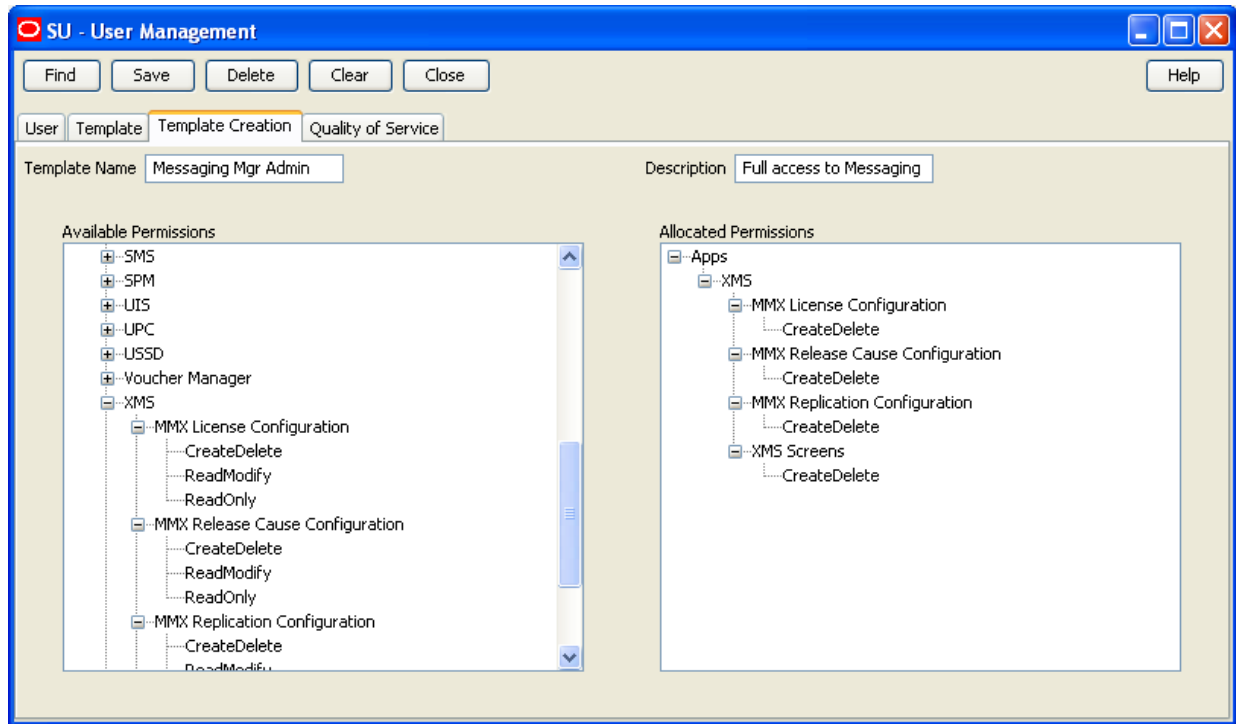 SU - User Management
Find Save Delete Clear Close Help
User Template Template Creation Quality of Service
Template Name Messaging Mgr Admin Description Full access to Messaging
Available Permissions
SMS
SPM
UIS
UPC
USSD
Voucher Manager
XMS
MMX License Configuration
CreateDelete
ReadModify
ReadOnly
MMX Release Cause Configuration
CreateDelete
ReadModify
ReadOnly
MMX Replication Configuration
CreateDelete
ReadModify
Allocated Permissions
Apps
XMS
MMX License Configuration
CreateDelete
MMX Release Cause Configuration
CreateDelete
MMX Replication Configuration
CreateDelete
XMS Screens
CreateDelete